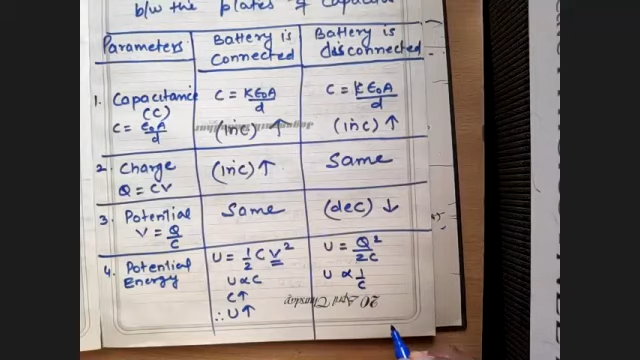 b/w the plates of Capacitor
Parameters
Battery is
Connected
Battery is
disconnected
1. Capacitance
(C)
C = ε₀A/d
C = Kε₀A/d
(inc) ↑
C = Kε₀A/d
(inc) ↑
2. Charge
Q = CV
(inc) ↑
Same
3. Potential
V = Q/C
Same
(dec) ↓
4. Potential
Energy
U = 1/2 C V²
U ∝ C
C ↑
∴ U ↑
U = Q²/2C
U ∝ 1/C
20 April Thursday